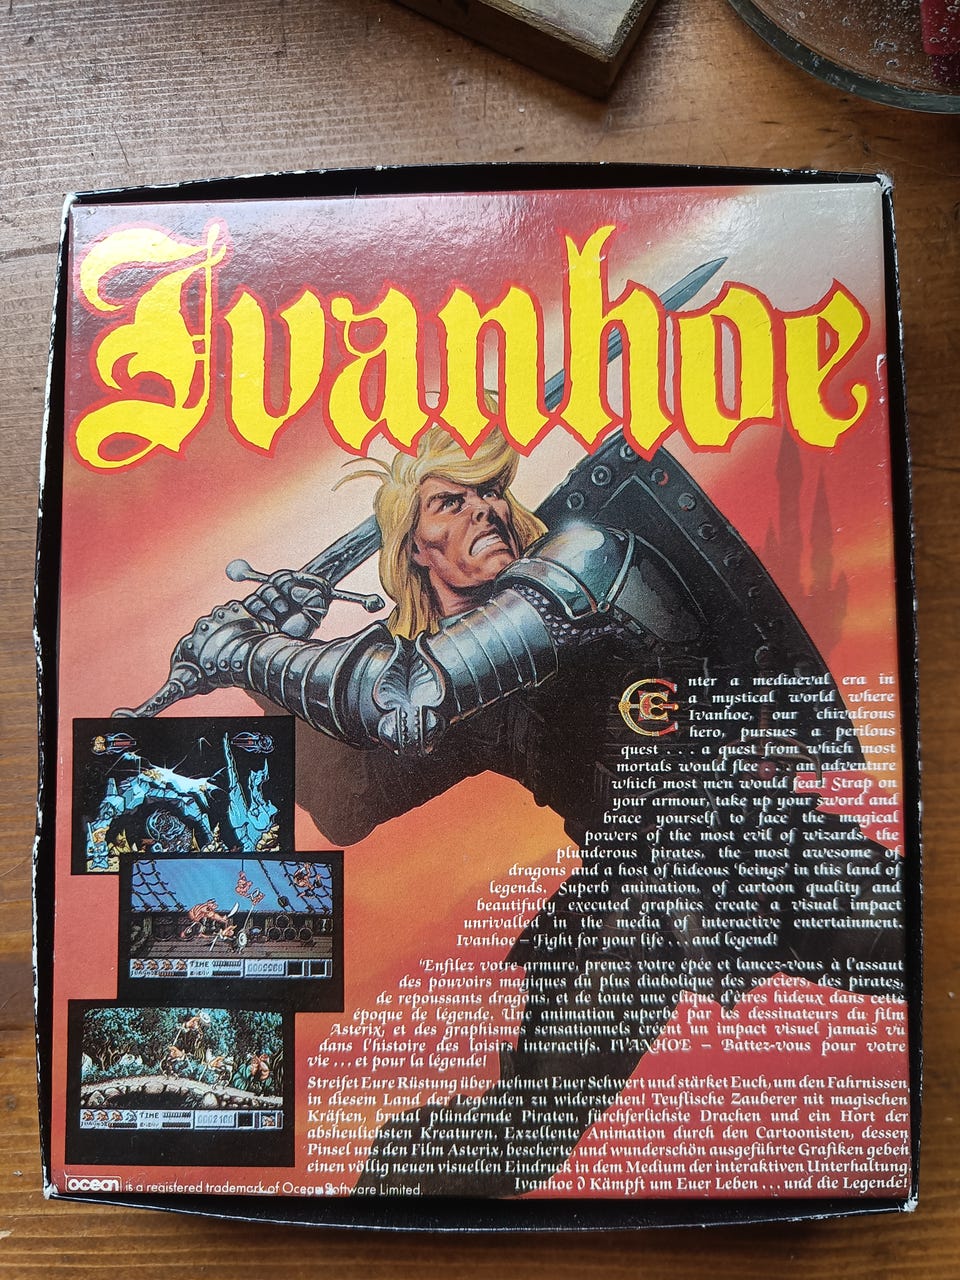 Ivanhoe
Enter a mediaeval era in
a mystical world where
Ivanhoe, our chivalrous
hero, pursues a perilous
quest . . . a quest from which most
mortals would flee . . . an adventure
which most men would fear! Strap on
your armour, take up your sword and
brace yourself to face the magical
powers of the most evil of wizards, the
plunderous pirates, the most awesome of
dragons and a host of hideous 'beings' in this land of
legends. Superb animation, of cartoon quality and
beautifully executed graphics create a visual impact
unrivalled in the media of interactive entertainment.
Ivanhoe – Fight for your life . . . and legend!
'Enfilez votre armure, prenez votre épée et lancez-vous à l'assaut
des pouvoirs magiques du plus diabolique des sorciers, des pirates,
de repoussants dragons, et de toute une clique d'êtres hideux dans cette
époque de légende. Une animation superbe par les dessinateurs du film
Asterix, et des graphismes sensationnels créent un impact visuel jamais vu
dans l'histoire des loisirs interactifs. IVANHOE – Battez-vous pour votre
vie . . . et pour la légende!
Streifet Eure Rüstung über, nehmet Euer Schwert und stärket Euch, um den Fahrnissen
in diesem Land der Legenden zu widerstehen! Teuflische Zauberer nit magischen
Kräften, brutal plündernde Piraten, fürchferlichste Drachen und ein Hort der
absheulichsten Kreaturen. Exzellente Animation durch den Cartoonisten, dessen
Pinsel uns den Film Asterix, bescherte, und wunderschön ausgeführte Grafiken geben
einen völlig neuen visuellen Eindruck in dem Medium der interaktiven Unterhaltung.
Ivanhoe ∂ Kämpft um Euer Leben . . . und die Legende!
TIME
0002100
ocean is a registered trademark of Ocean Software Limited.